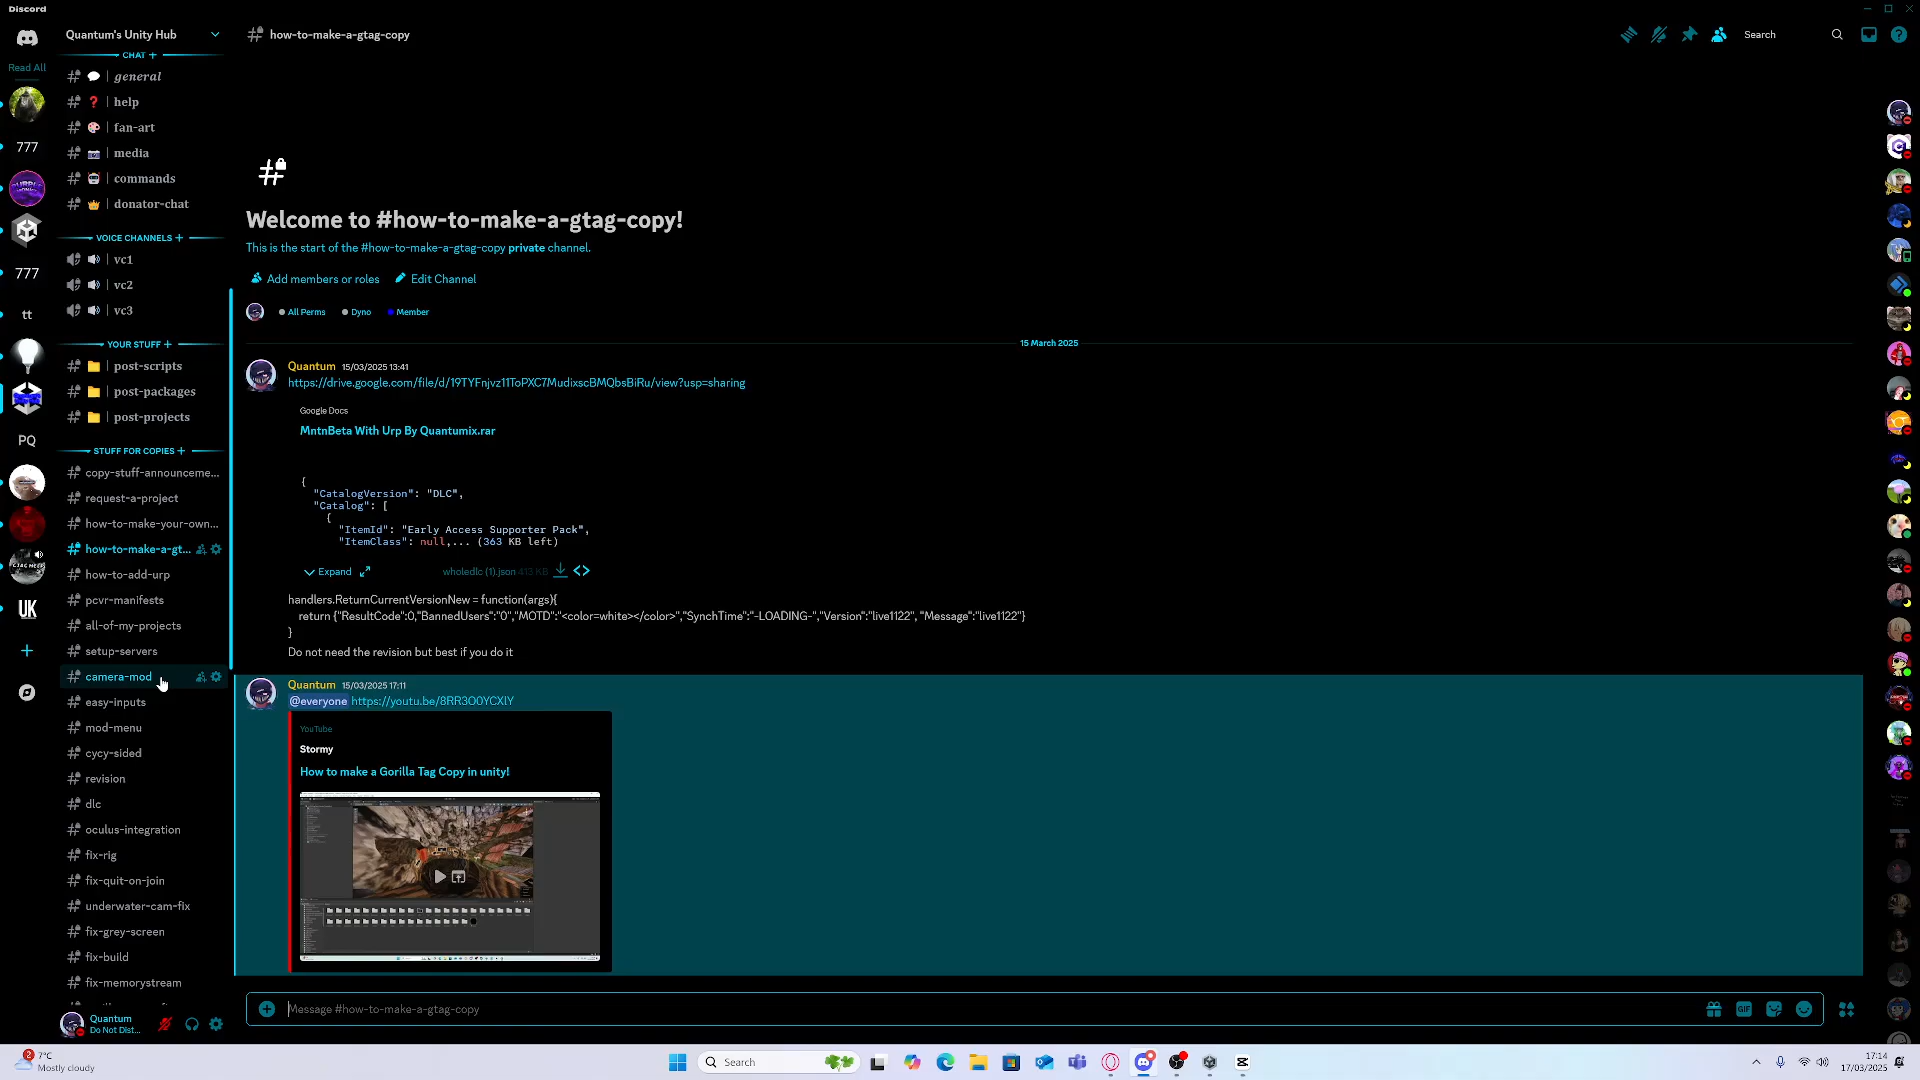 Discord
Read All
777
777
tt
PQ
UK
Quantum's Unity Hub
CHAT
general
help
fan-art
media
commands
donator-chat
VOICE CHANNELS
vc1
vc2
vc3
YOUR STUFF
post-scripts
post-packages
post-projects
STUFF FOR COPIES
copy-stuff-announceme...
request-a-project
how-to-make-your-own...
how-to-make-a-gt...
how-to-add-urp
pcvr-manifests
all-of-my-projects
setup-servers
camera-mod
easy-inputs
mod-menu
cycy-sided
revision
dlc
oculus-integration
fix-rig
fix-quit-on-join
underwater-cam-fix
fix-grey-screen
fix-build
fix-memorystream
Quantum
Do Not Dist...
how-to-make-a-gtag-copy
Search
Welcome to #how-to-make-a-gtag-copy!
This is the start of the #how-to-make-a-gtag-copy private channel.
Add members or roles Edit Channel
All Perms Dyno Member
15 March 2025
Quantum 15/03/2025 13:41
https://drive.google.com/file/d/19TYFnjvz11ToPXC7MudixscBMQbsBiRu/view?usp=sharing
Google Docs
MntnBeta With Urp By Quantumix.rar
{
"CatalogVersion": "DLC",
"Catalog": [
{
"ItemId": "Early Access Supporter Pack",
"ItemClass": null,... (363 KB left)
Expand wholedlc (1).json 413 KB
handlers.ReturnCurrentVersionNew = function(args){
return {"ResultCode":0,"BannedUsers":"0","MOTD":"<color=white></color>","SynchTime":"-LOADING-","Version":"live1122","Message":"live1122"}
}
Do not need the revision but best if you do it
Quantum 15/03/2025 17:11
@everyone https://youtu.be/8RR3O0YCXlY
YouTube
Stormy
How to make a Gorilla Tag Copy in unity!
Message #how-to-make-a-gtag-copy
GIF
2
7°C
Mostly cloudy
Search
17:14
17/03/2025